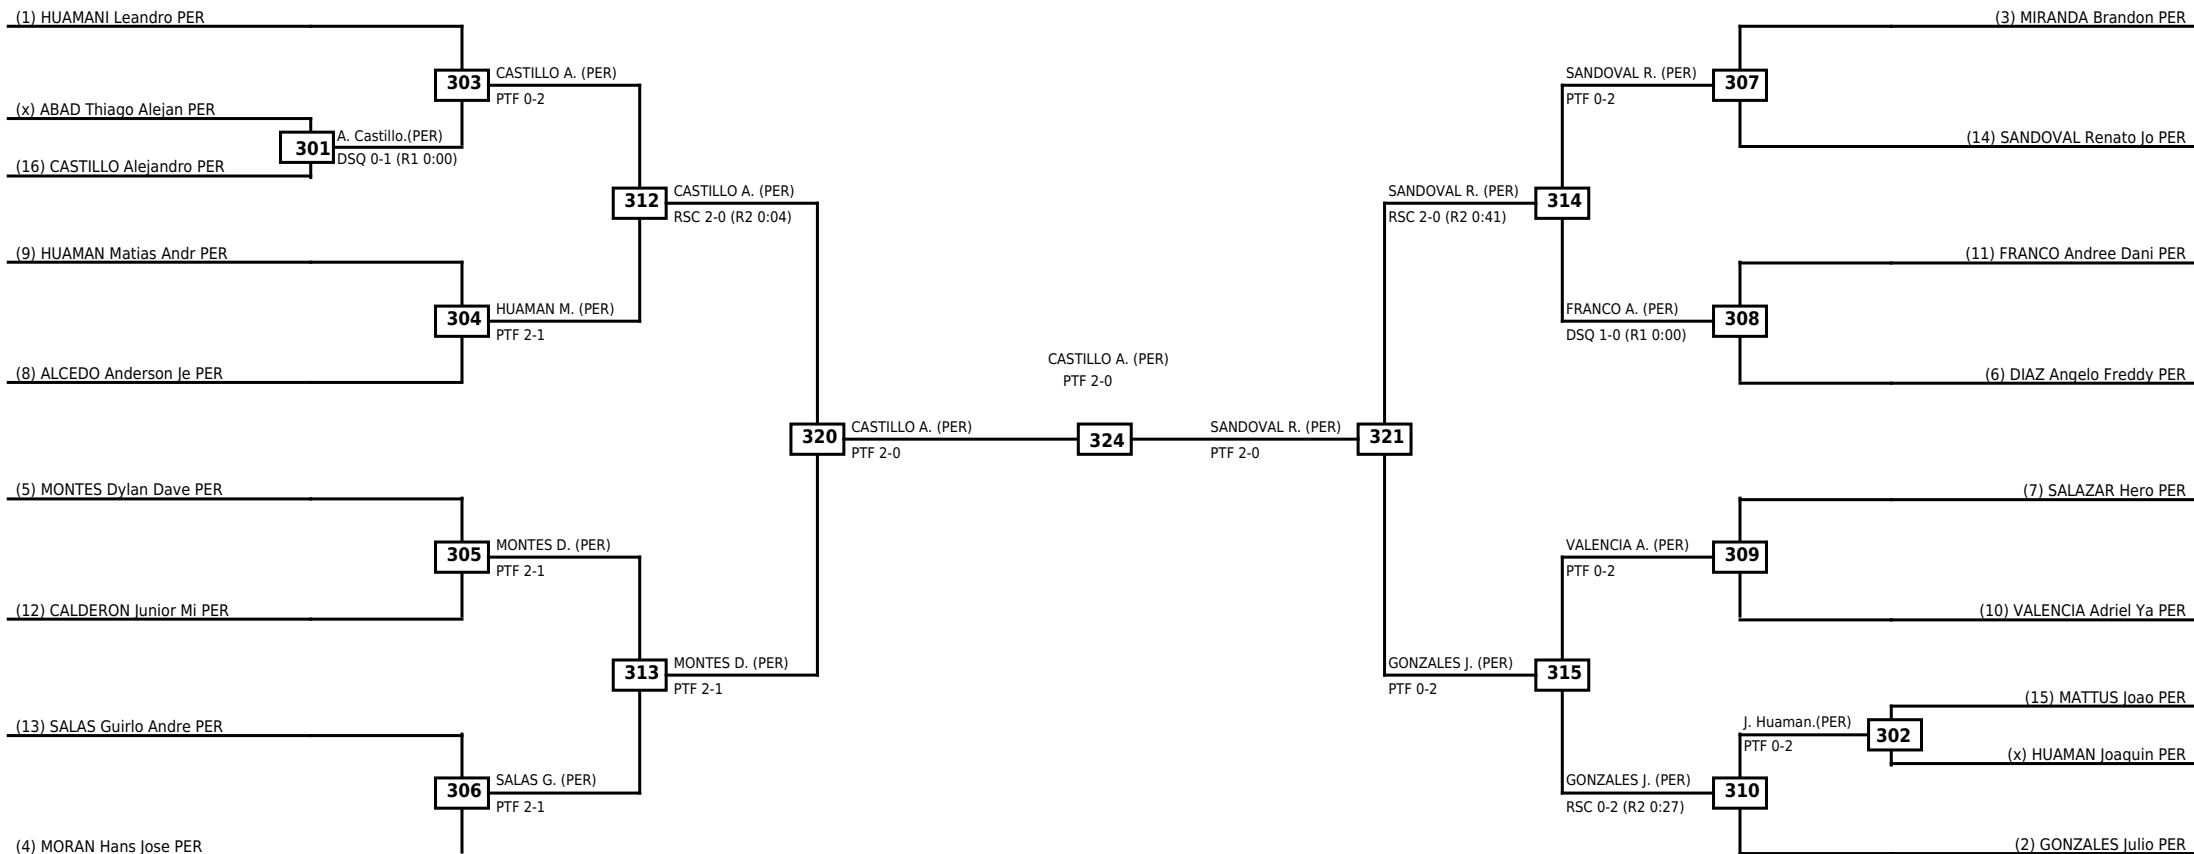 (1) HUAMANI Leandro PER
(3) MIRANDA Brandon PER
303
CASTILLO A. (PER)
PTF 0-2
SANDOVAL R. (PER)
PTF 0-2
307
(x) ABAD Thiago Alejan PER
301
A. Castillo.(PER)
DSQ 0-1 (R1 0:00)
(14) SANDOVAL Renato Jo PER
(16) CASTILLO Alejandro PER
312
CASTILLO A. (PER)
RSC 2-0 (R2 0:04)
SANDOVAL R. (PER)
RSC 2-0 (R2 0:41)
314
(9) HUAMAN Matias Andr PER
(11) FRANCO Andree Dani PER
304
HUAMAN M. (PER)
PTF 2-1
FRANCO A. (PER)
DSQ 1-0 (R1 0:00)
308
(8) ALCEDO Anderson Je PER
CASTILLO A. (PER)
PTF 2-0
(6) DIAZ Angelo Freddy PER
320
CASTILLO A. (PER)
PTF 2-0
324
SANDOVAL R. (PER)
PTF 2-0
321
(5) MONTES Dylan Dave PER
(7) SALAZAR Hero PER
305
MONTES D. (PER)
PTF 2-1
VALENCIA A. (PER)
PTF 0-2
309
(12) CALDERON Junior Mi PER
(10) VALENCIA Adriel Ya PER
313
MONTES D. (PER)
PTF 2-1
GONZALES J. (PER)
PTF 0-2
315
(13) SALAS Guirlo Andre PER
(15) MATTUS Joao PER
J. Huaman.(PER)
PTF 0-2
302
(x) HUAMAN Joaquin PER
306
SALAS G. (PER)
PTF 2-1
GONZALES J. (PER)
RSC 0-2 (R2 0:27)
310
(4) MORAN Hans Jose PER
(2) GONZALES Julio PER